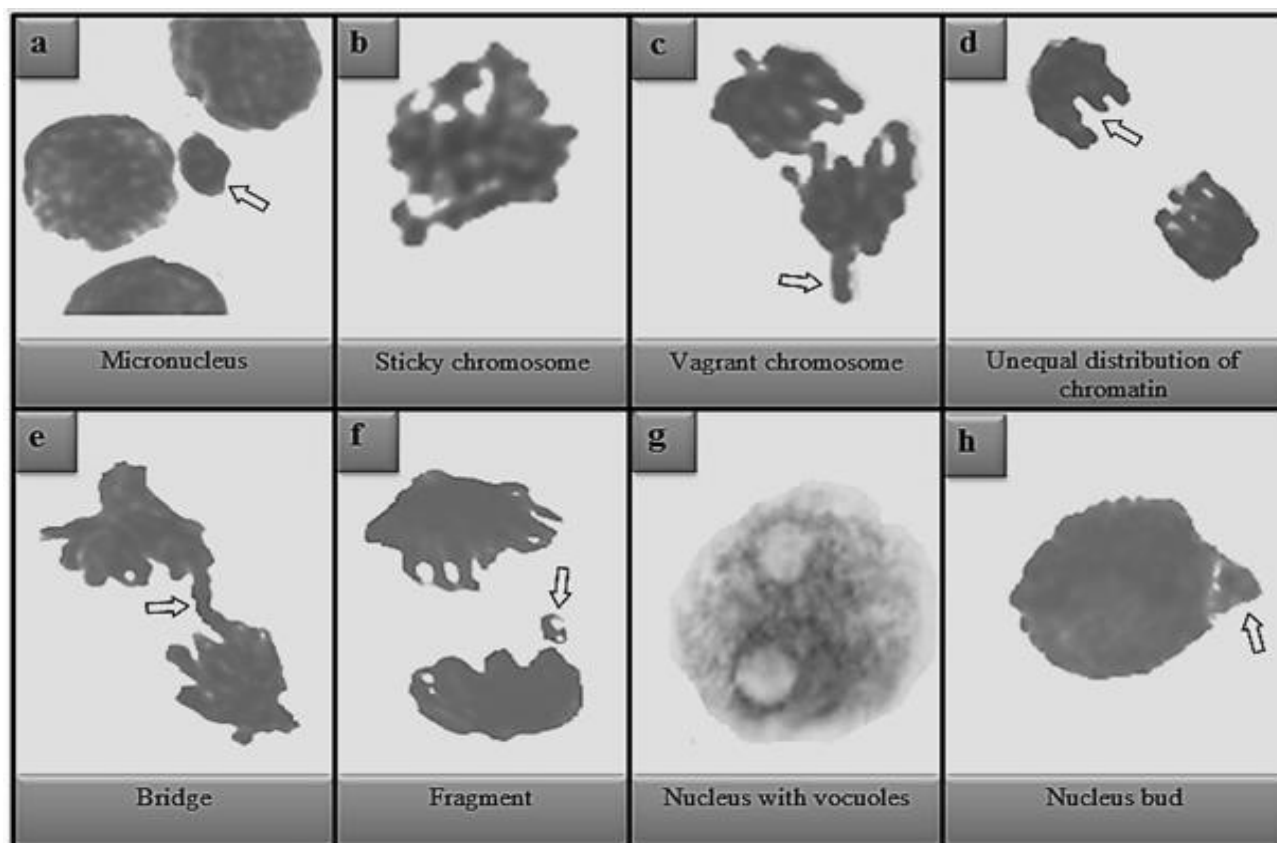 a
b
c
d
Micronucleus
Sticky chromosome
Vagrant chromosome
Unequal distribution of
chromatin
e
f
g
h
Bridge
Fragment
Nucleus with vocuoles
Nucleus bud